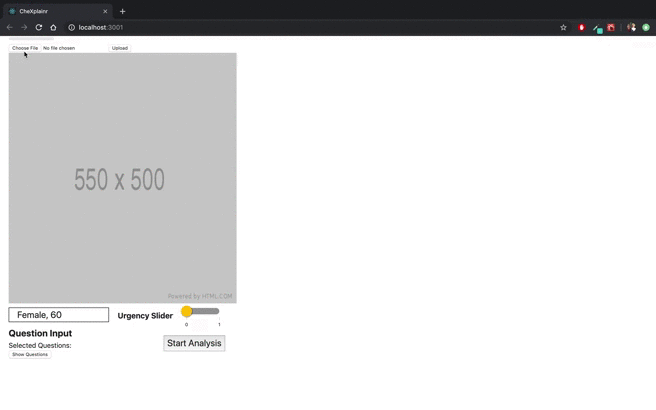 CheXplainr
localhost:3001
Choose File No file chosen Upload
550 x 500
Powered by HTML.COM
Female, 60
Urgency Slider
0 1
Question Input
Selected Questions:
Start Analysis
Show Questions